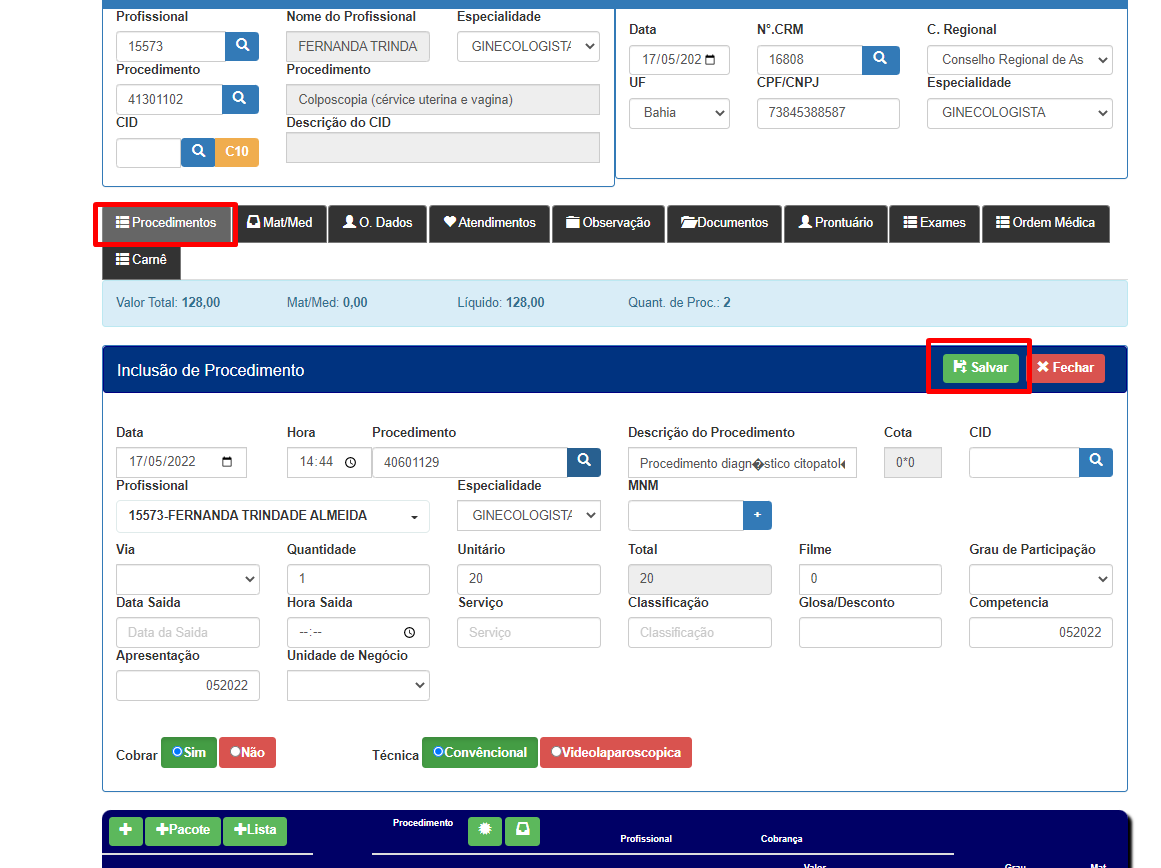 Profissional Nome do Profissional Especialidade
15573 FERNANDA TRINDA GINECOLOGISTA
Procedimento Procedimento
41301102 Colposcopia (cérvice uterina e vagina)
CID Descrição do CID
C10
Data N°.CRM C. Regional
17/05/202 16808 Conselho Regional de As
UF CPF/CNPJ Especialidade
Bahia 73845388587 GINECOLOGISTA
Procedimentos Mat/Med O. Dados Atendimentos Observação Documentos Prontuário Exames Ordem Médica
Carnê
Valor Total: 128,00 Mat/Med: 0,00 Líquido: 128,00 Quant. de Proc.: 2
Inclusão de Procedimento Salvar Fechar
Data Hora Procedimento Descrição do Procedimento Cota CID
17/05/2022 14:44 40601129 Procedimento diagn�stico citopatol 0*0
Profissional Especialidade MNM
15573-FERNANDA TRINDADE ALMEIDA GINECOLOGISTA +
Via Quantidade Unitário Total Filme Grau de Participação
1 20 20 0
Data Saida Hora Saida Serviço Classificação Glosa/Desconto Competencia
Data da Saida --:-- Serviço Classificação 052022
Apresentação Unidade de Negócio
052022
Cobrar Sim Não Técnica Convêncional Videolaparoscopica
+ +Pacote +Lista Procedimento
Profissional Cobrança
Valor Grau Mat